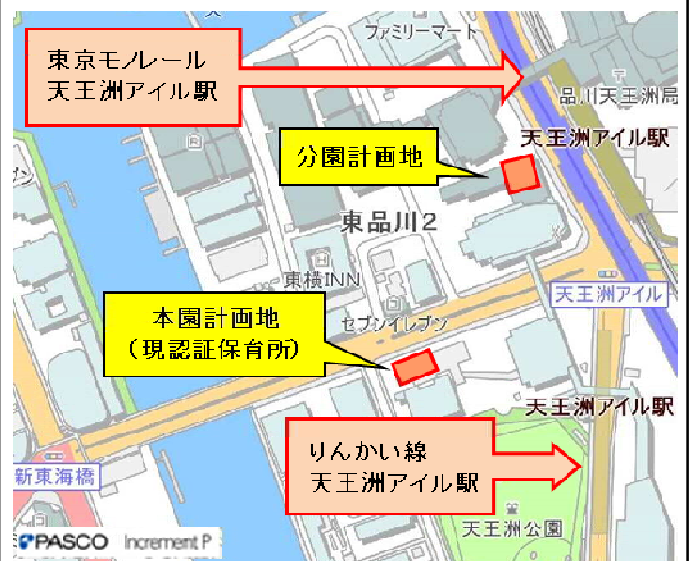 ファミリーマート
東京モノレール
天王洲アイル駅
品川天王洲局
天王洲アイル駅
分園計画地
東品川2
東横INN
天王洲アイル
本園計画地
（現認証保育所）
セブンイレブン
天王洲アイル駅
りんかい線
天王洲アイル駅
新東海橋
天王洲公園
PASCO Increment P